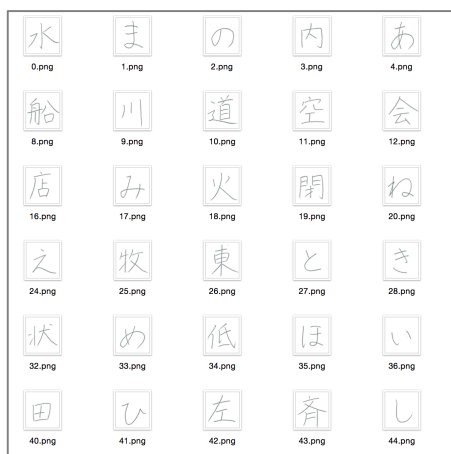 水 ま の 内 あ
0.png 1.png 2.png 3.png 4.png
船 川 道 空 会
8.png 9.png 10.png 11.png 12.png
店 み 火 閉 ね
16.png 17.png 18.png 19.png 20.png
え 牧 東 と き
24.png 25.png 26.png 27.png 28.png
状 め 低 ほ い
32.png 33.png 34.png 35.png 36.png
田 ひ 左 斉 し
40.png 41.png 42.png 43.png 44.png